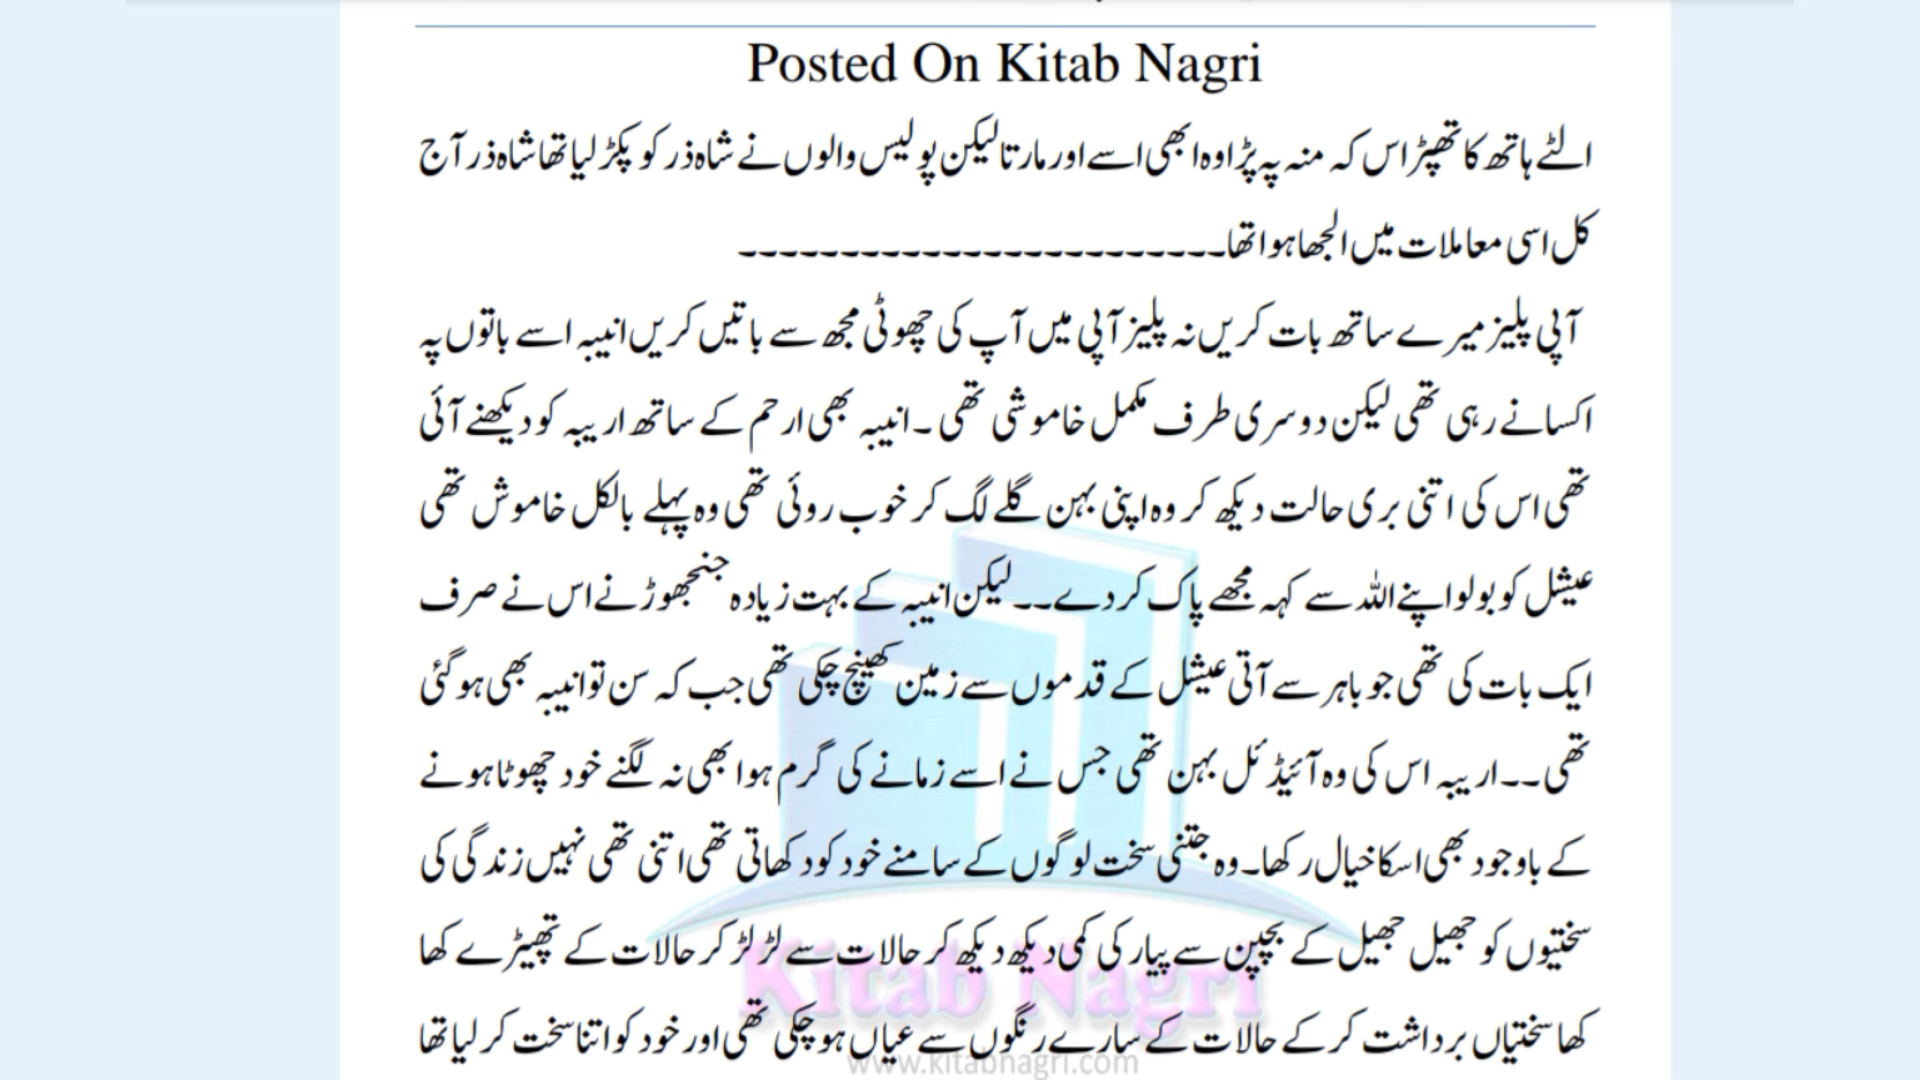 Posted On Kitab Nagri
الٹے ہاتھ کا تھپڑ اس کہ منہ پہ پڑا وہ ابھی اسے اور مارتا لیکن پولیس والوں نے شاہ ذر کو پکڑ لیا تھا شاہ ذر آج
کل اسی معاملات میں الجھا ہوا تھا۔۔۔۔۔۔۔۔۔۔۔۔۔۔۔۔۔۔۔۔۔۔۔۔
آپی پلیز میرے ساتھ بات کریں نہ پلیز آپی میں آپ کی چھوٹی مجھ سے باتیں کریں انیبہ اسے باتوں پہ
اکسانے رہی تھی لیکن دوسری طرف مکمل خاموشی تھی ۔ انیبہ بھی ارحم کے ساتھ اریبہ کو دیکھنے آئی
تھی اس کی اتنی بری حالت دیکھ کر وہ اپنی بہن گلے لگ کر خوب روئی تھی وہ پہلے بالکل خاموش تھی
عیشل کو بولو اپنے اللہ سے کہہ مجھے پاک کر دے۔۔ لیکن انیبہ کے بہت زیادہ جنجھوڑنے اس نے صرف
ایک بات کی تھی جو باہر سے آتی عیشل کے قدموں سے زمین کھینچ چکی تھی جب کہ سن تو انیبہ بھی ہو گئی
تھی۔۔ اریبہ اس کی وہ آئیڈئل بہن تھی جس نے اسے زمانے کی گرم ہوا بھی نہ لگنے خود چھوٹا ہونے
کے باوجود بھی اسکا خیال رکھا۔ وہ جتنی سخت لوگوں کے سامنے خود کو دکھاتی تھی اتنی تھی نہیں زندگی کی
سختیوں کو جھیل جھیل کے بچپن سے پیار کی کمی دیکھ دیکھ کر حالات سے لڑ لڑ کر حالات کے تھپیڑے کھا
کھا سختیاں برداشت کر کے حالات کے سارے رنگوں سے عیاں ہو چکی تھی اور خود کو اتنا سخت کر لیا تھا
Kitab Nagri
www.kitabnagri.com